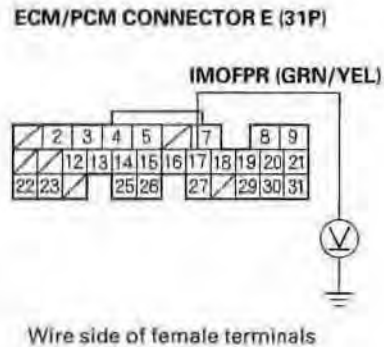 ECM/PCM CONNECTOR E (31P)
IMOFPR (GRN/YEL)
2 3 4 5 7 8 9
12 13 14 15 16 17 18 19 20 21
22 23 25 26 27 29 30 31
V
Wire side of female terminals